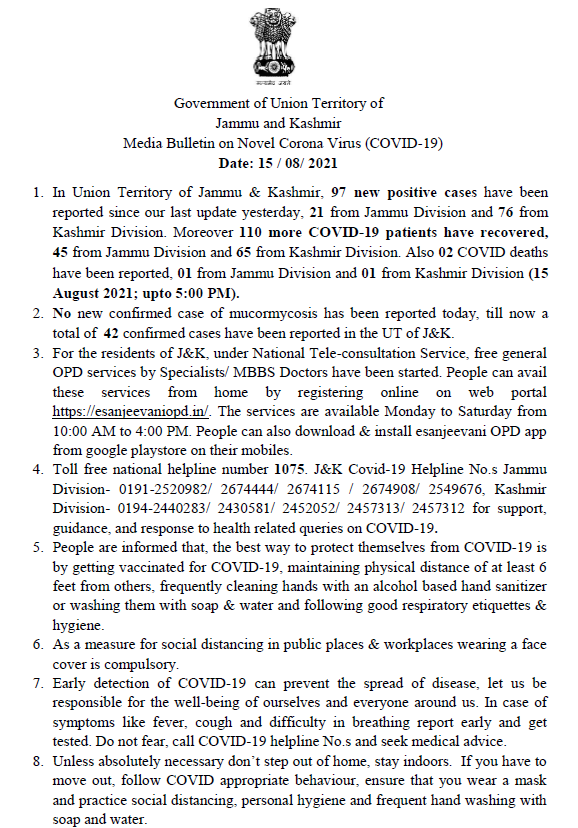 सत्यमेव जयते
Government of Union Territory of
Jammu and Kashmir
Media Bulletin on Novel Corona Virus (COVID-19)
Date: 15 / 08/ 2021
1. In Union Territory of Jammu & Kashmir, 97 new positive cases have been
reported since our last update yesterday, 21 from Jammu Division and 76 from
Kashmir Division. Moreover 110 more COVID-19 patients have recovered,
45 from Jammu Division and 65 from Kashmir Division. Also 02 COVID deaths
have been reported, 01 from Jammu Division and 01 from Kashmir Division (15
August 2021; upto 5:00 PM).
2. No new confirmed case of mucormycosis has been reported today, till now a
total of 42 confirmed cases have been reported in the UT of J&K.
3. For the residents of J&K, under National Tele-consultation Service, free general
OPD services by Specialists/ MBBS Doctors have been started. People can avail
these services from home by registering online on web portal
https://esanjeevaniopd.in/. The services are available Monday to Saturday from
10:00 AM to 4:00 PM. People can also download & install esanjeevani OPD app
from google playstore on their mobiles.
4. Toll free national helpline number 1075. J&K Covid-19 Helpline No.s Jammu
Division- 0191-2520982/ 2674444/ 2674115 / 2674908/ 2549676, Kashmir
Division- 0194-2440283/ 2430581/ 2452052/ 2457313/ 2457312 for support,
guidance, and response to health related queries on COVID-19.
5. People are informed that, the best way to protect themselves from COVID-19 is
by getting vaccinated for COVID-19, maintaining physical distance of at least 6
feet from others, frequently cleaning hands with an alcohol based hand sanitizer
or washing them with soap & water and following good respiratory etiquettes &
hygiene.
6. As a measure for social distancing in public places & workplaces wearing a face
cover is compulsory.
7. Early detection of COVID-19 can prevent the spread of disease, let us be
responsible for the well-being of ourselves and everyone around us. In case of
symptoms like fever, cough and difficulty in breathing report early and get
tested. Do not fear, call COVID-19 helpline No.s and seek medical advice.
8. Unless absolutely necessary don’t step out of home, stay indoors. If you have to
move out, follow COVID appropriate behaviour, ensure that you wear a mask
and practice social distancing, personal hygiene and frequent hand washing with
soap and water.